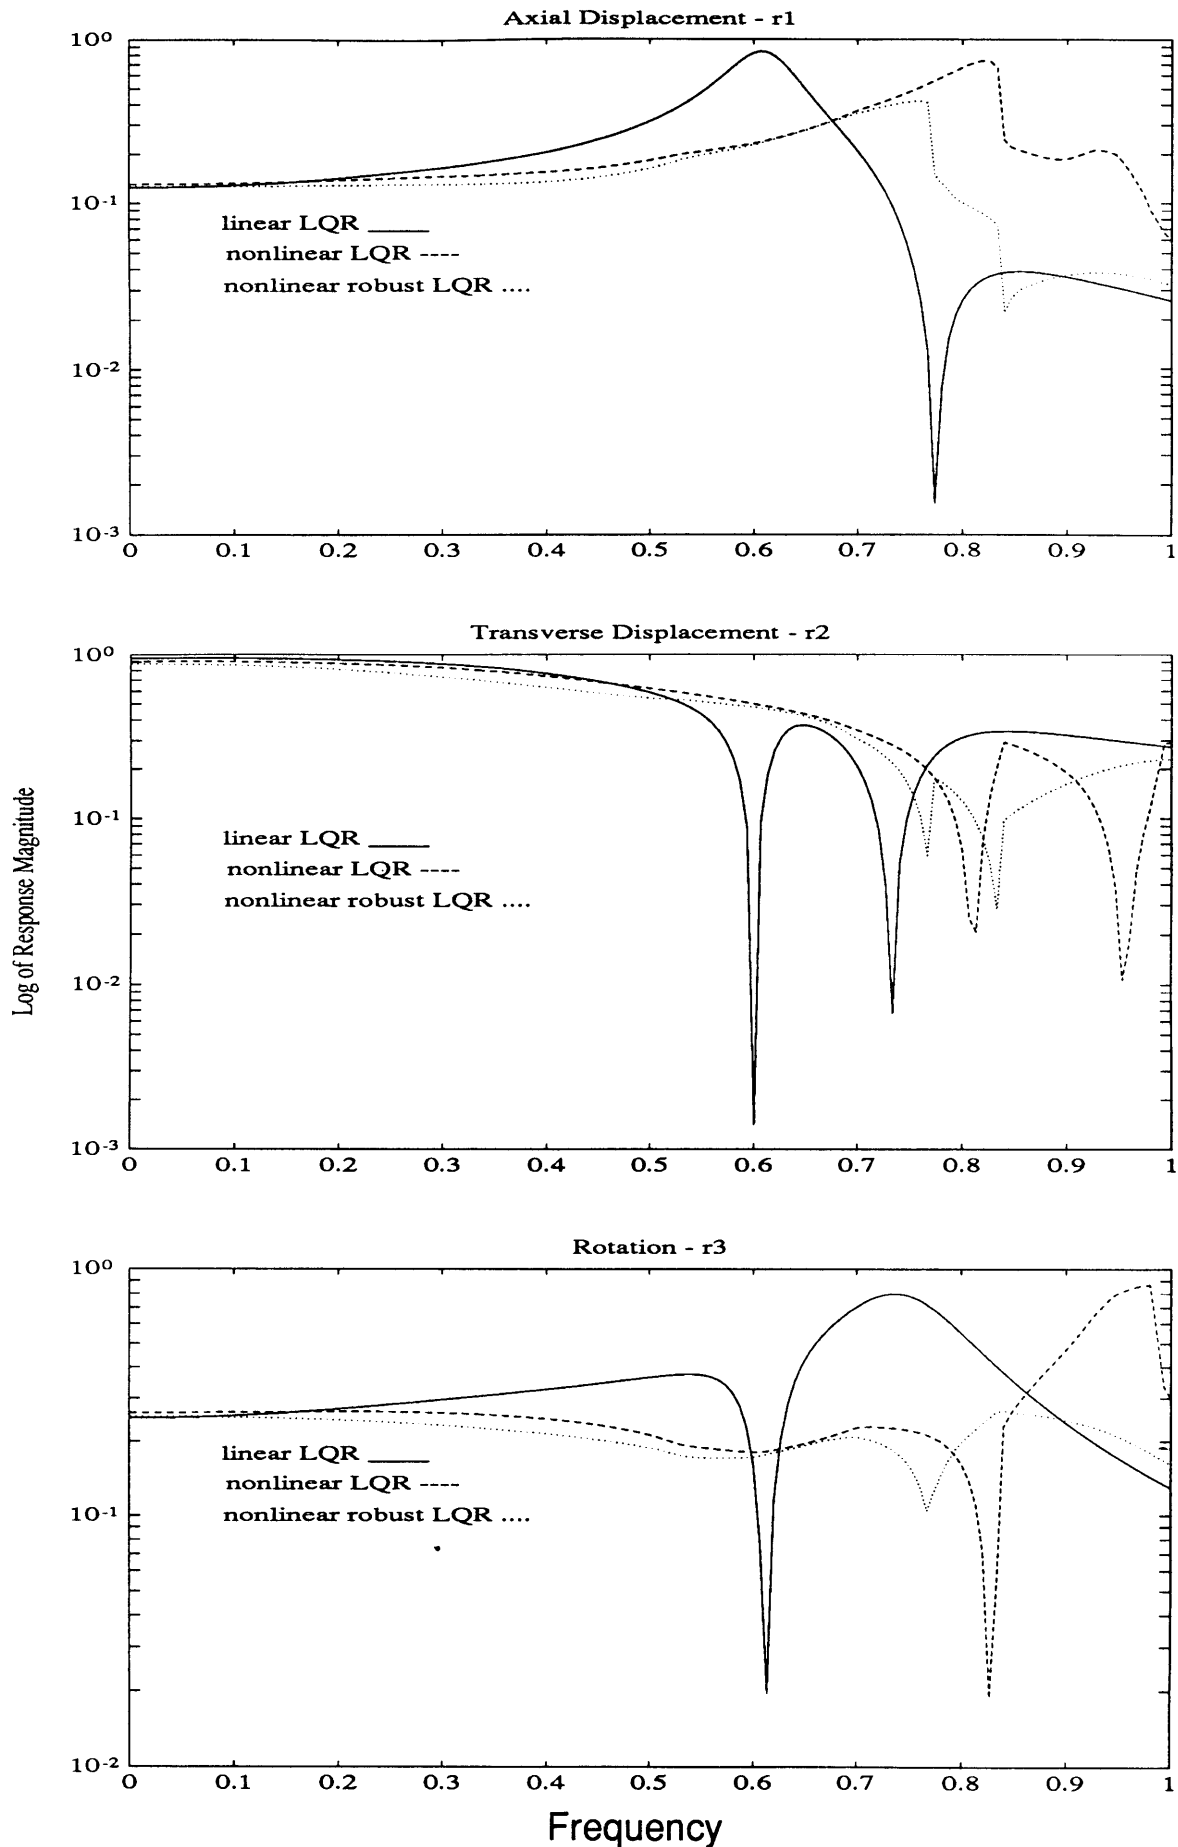 Axial Displacement - r1
10⁰
10⁻¹
10⁻²
10⁻³
linear LQR ____
nonlinear LQR ----
nonlinear robust LQR ....
0 0.1 0.2 0.3 0.4 0.5 0.6 0.7 0.8 0.9 1
Transverse Displacement - r2
Log of Response Magnitude
10⁰
10⁻¹
10⁻²
10⁻³
linear LQR ____
nonlinear LQR ----
nonlinear robust LQR ....
0 0.1 0.2 0.3 0.4 0.5 0.6 0.7 0.8 0.9 1
Rotation - r3
10⁰
10⁻¹
10⁻²
linear LQR ____
nonlinear LQR ----
nonlinear robust LQR ....
0 0.1 0.2 0.3 0.4 0.5 0.6 0.7 0.8 0.9 1
Frequency